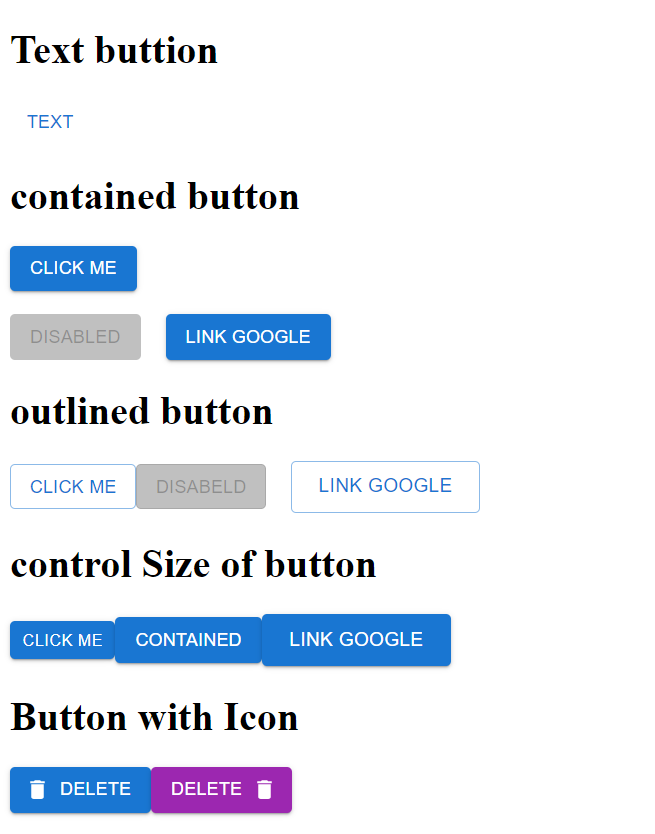 Text buttion
TEXT
contained button
CLICK ME
DISABLED LINK GOOGLE
outlined button
CLICK ME DISABELD LINK GOOGLE
control Size of button
CLICK ME CONTAINED LINK GOOGLE
Button with Icon
DELETE DELETE